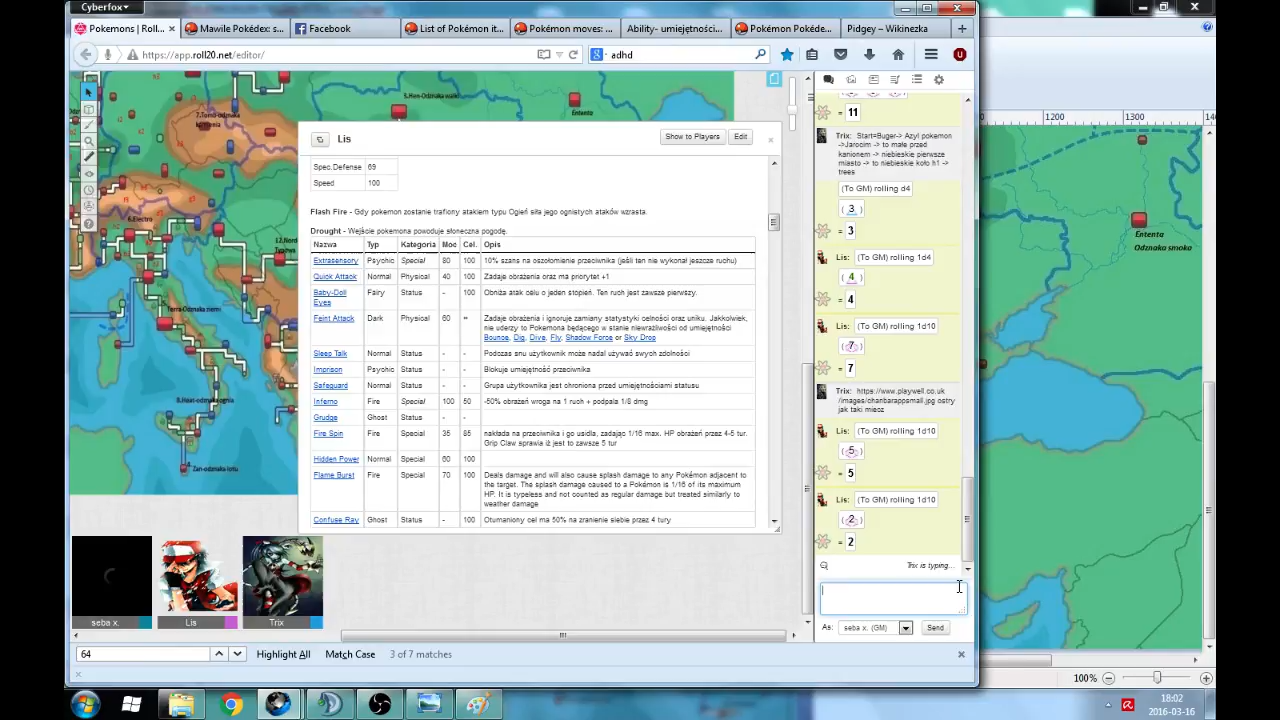 Cyberfox
Pokemons | Roll...
Mawile Pokédex: s...
Facebook
List of Pokémon it...
Pokémon moves: ...
Ability- umiejętności...
Pokémon Pokéde...
Pidgey – Wikinezka
https://app.roll20.net/editor/
adhd
5.Hen-Odznaka walki
Ententa
6.Electro
Terra-Odznaka ziemi
Zan-odznaka lotu
Lis
Show to Players
Edit
Spec.Defense 69
Speed 100
Flash Fire - Gdy pokemon zostanie trafiony atakiem typu Ogień siła jego ognistych ataków wzrasta.
Drought - Wejście pokemona powoduje słoneczna pogodę.
Nazwa Typ Kategoria Moc Cel. Opis
Extrasensory Psychic Special 80 100 10% szans na oszołomienie przeciwnika (jeśli ten nie wykonał jeszcze ruchu)
Quick Attack Normal Physical 40 100 Zadaje obrażenia oraz ma priorytet +1
Baby-Doll Eyes Fairy Status - 100 Obniża atak celu o jeden stopień. Ten ruch jest zawsze pierwszy.
Feint Attack Dark Physical 60 ∞ Zadaje obrażenia i ignoruje zamiany statystyki celności oraz uniku. Jakkolwiek,
nie uderzy to Pokemona będącego w stanie niewrażliwości od umiejętności
Bounce, Dig, Dive, Fly, Shadow Force or Sky Drop
Sleep Talk Normal Status - - Podczas snu użytkownik może nadal używać swych zdolności
Imprison Psychic Status - - Blokuje umiejętność przeciwnika
Safeguard Normal Status - - Grupa użytkownika jest chroniona przed umiejętnościami statusu
Inferno Fire Special 100 50 -50% obrażeń wroga na 1 ruch + podpala 1/8 dmg
Grudge Ghost Status - -
Fire Spin Fire Special 35 85 nakłada na przeciwnika i go usidla, zadając 1/16 max. HP obrażeń przez 4-5 tur.
Grip Claw sprawia iż jest to zawsze 5 tur
Hidden Power Normal Special 60 100
Flame Burst Fire Special 70 100 Deals damage and will also cause splash damage to any Pokémon adjacent to
the target. The splash damage caused to a Pokémon is 1/16 of its maximum
HP. It is typeless and not counted as regular damage but treated similarly to
weather damage
Confuse Ray Ghost Status - 100 Otumaniony cel ma 50% na zranienie siebie przez 4 tury
= 11
Trix: Start=Buger-> Azyl pokemon
->Jarocim -> to małe przed
kanionem -> niebieskie pierwsze
miasto -> to niebieskie koło h1 ->
trees
(To GM) rolling d4
( 3 )
= 3
Lis: (To GM) rolling 1d4
( 4 )
= 4
Lis: (To GM) rolling 1d10
( 7 )
= 7
Trix: https://www.playwell.co.uk
/images/chanbarappsmall.jpg ostry
jak taki miecz
Lis: (To GM) rolling 1d10
( 5 )
= 5
Lis: (To GM) rolling 1d10
( 2 )
= 2
Trix is typing...
As: seba x. (GM)
Send
seba x.
Lis
Trix
64
Highlight All
Match Case
3 of 7 matches
1200
1300
Ententa
Odznaka smoka
100%
18:02
2016-03-16